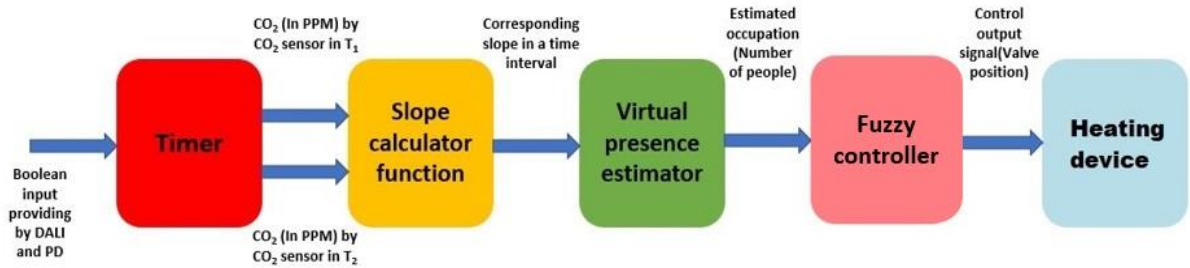 CO₂ (In PPM) by
CO₂ sensor in T₁
Corresponding
slope in a time
interval
Estimated
occupation
(Number
of people)
Control
output
signal(Valve
position)
Timer
Slope
calculator
function
Virtual
presence
estimator
Fuzzy
controller
Heating
device
Boolean
input
providing
by DALI
and PD
CO₂ (In PPM) by
CO₂ sensor in T₂